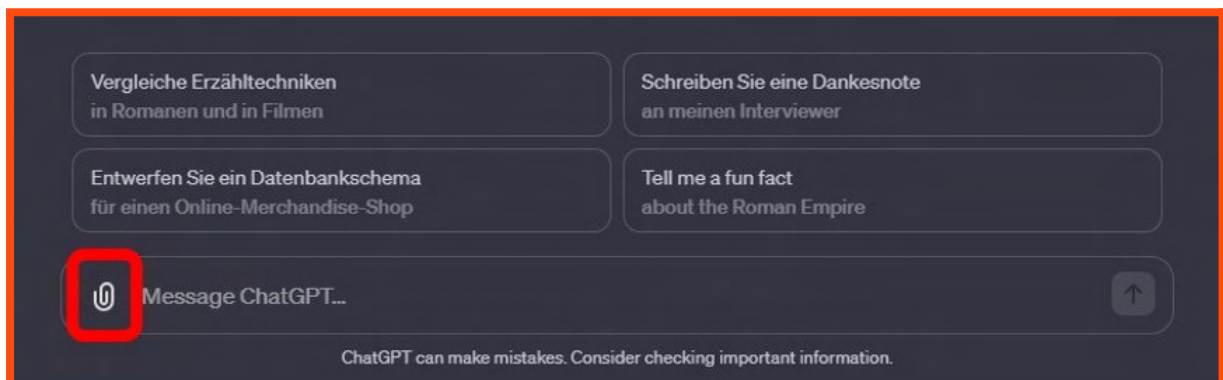 Vergleiche Erzähltechniken
in Romanen und in Filmen
Schreiben Sie eine Dankesnote
an meinen Interviewer
Entwerfen Sie ein Datenbankschema
für einen Online-Merchandise-Shop
Tell me a fun fact
about the Roman Empire
Message ChatGPT...
ChatGPT can make mistakes. Consider checking important information.